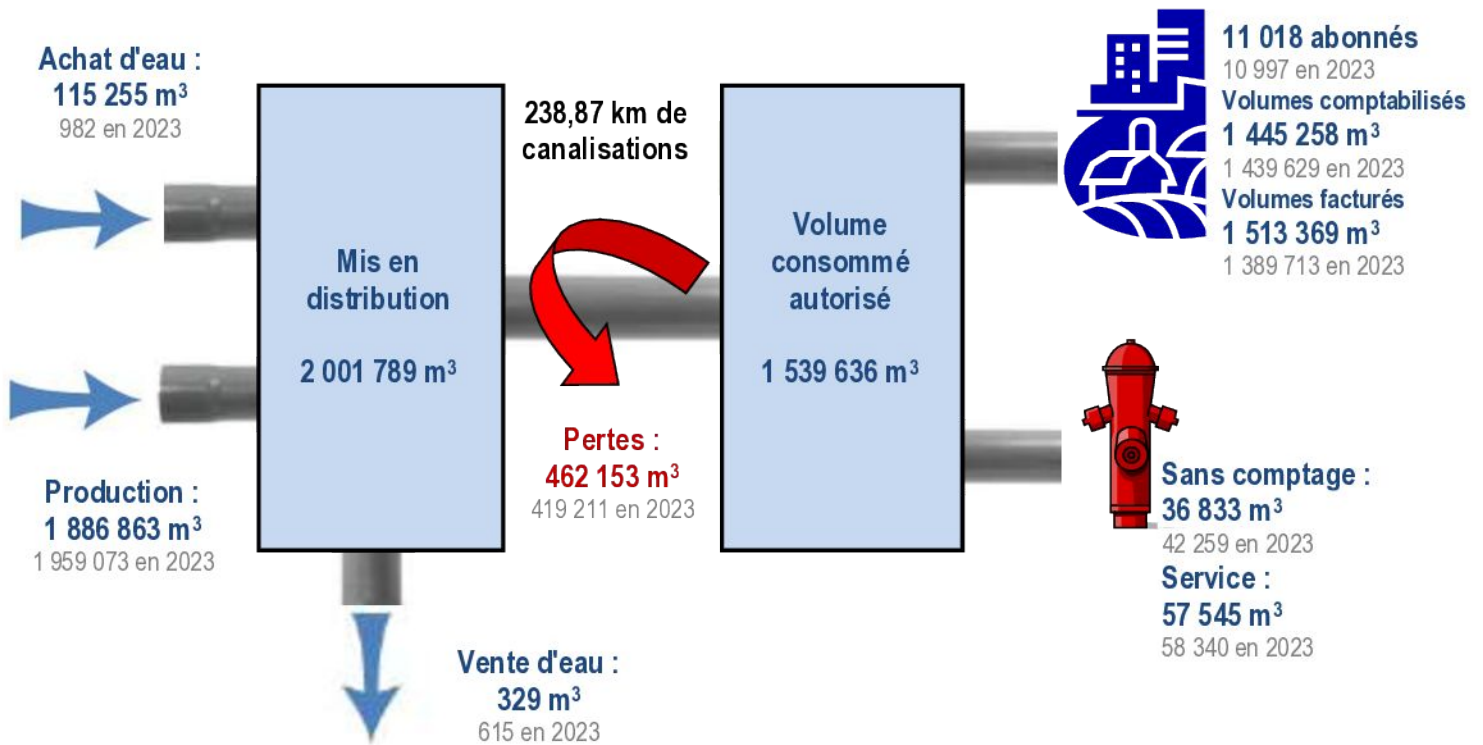 Achat d'eau :
115 255 m³
982 en 2023
Production :
1 886 863 m³
1 959 073 en 2023
Mis en
distribution
2 001 789 m³
Vente d'eau :
329 m³
615 en 2023
238,87 km de
canalisations
Pertes :
462 153 m³
419 211 en 2023
Volume
consommé
autorisé
1 539 636 m³
11 018 abonnés
10 997 en 2023
Volumes comptabilisés
1 445 258 m³
1 439 629 en 2023
Volumes facturés
1 513 369 m³
1 389 713 en 2023
Sans comptage :
36 833 m³
42 259 en 2023
Service :
57 545 m³
58 340 en 2023